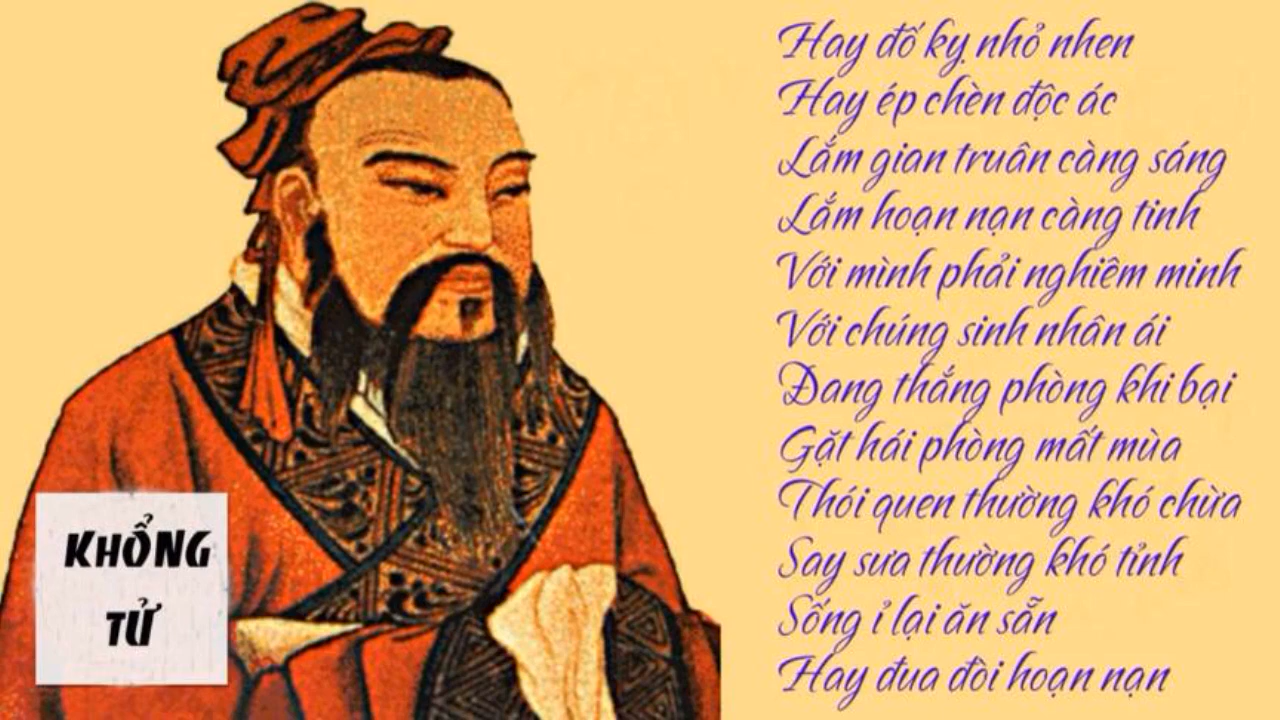 KHỔNG
TỬ
Hay đố kỵ nhỏ nhen
Hay ép chèn độc ác
Lắm gian truân càng sáng
Lắm hoạn nạn càng tinh
Với mình phải nghiêm minh
Với chúng sinh nhân ái
Đang thắng phòng khi bại
Gặt hái phòng mất mùa
Thói quen thường khó chừa
Say sưa thường khó tỉnh
Sống ỉ lại ăn sẵn
Hay đua đòi hoạn nạn